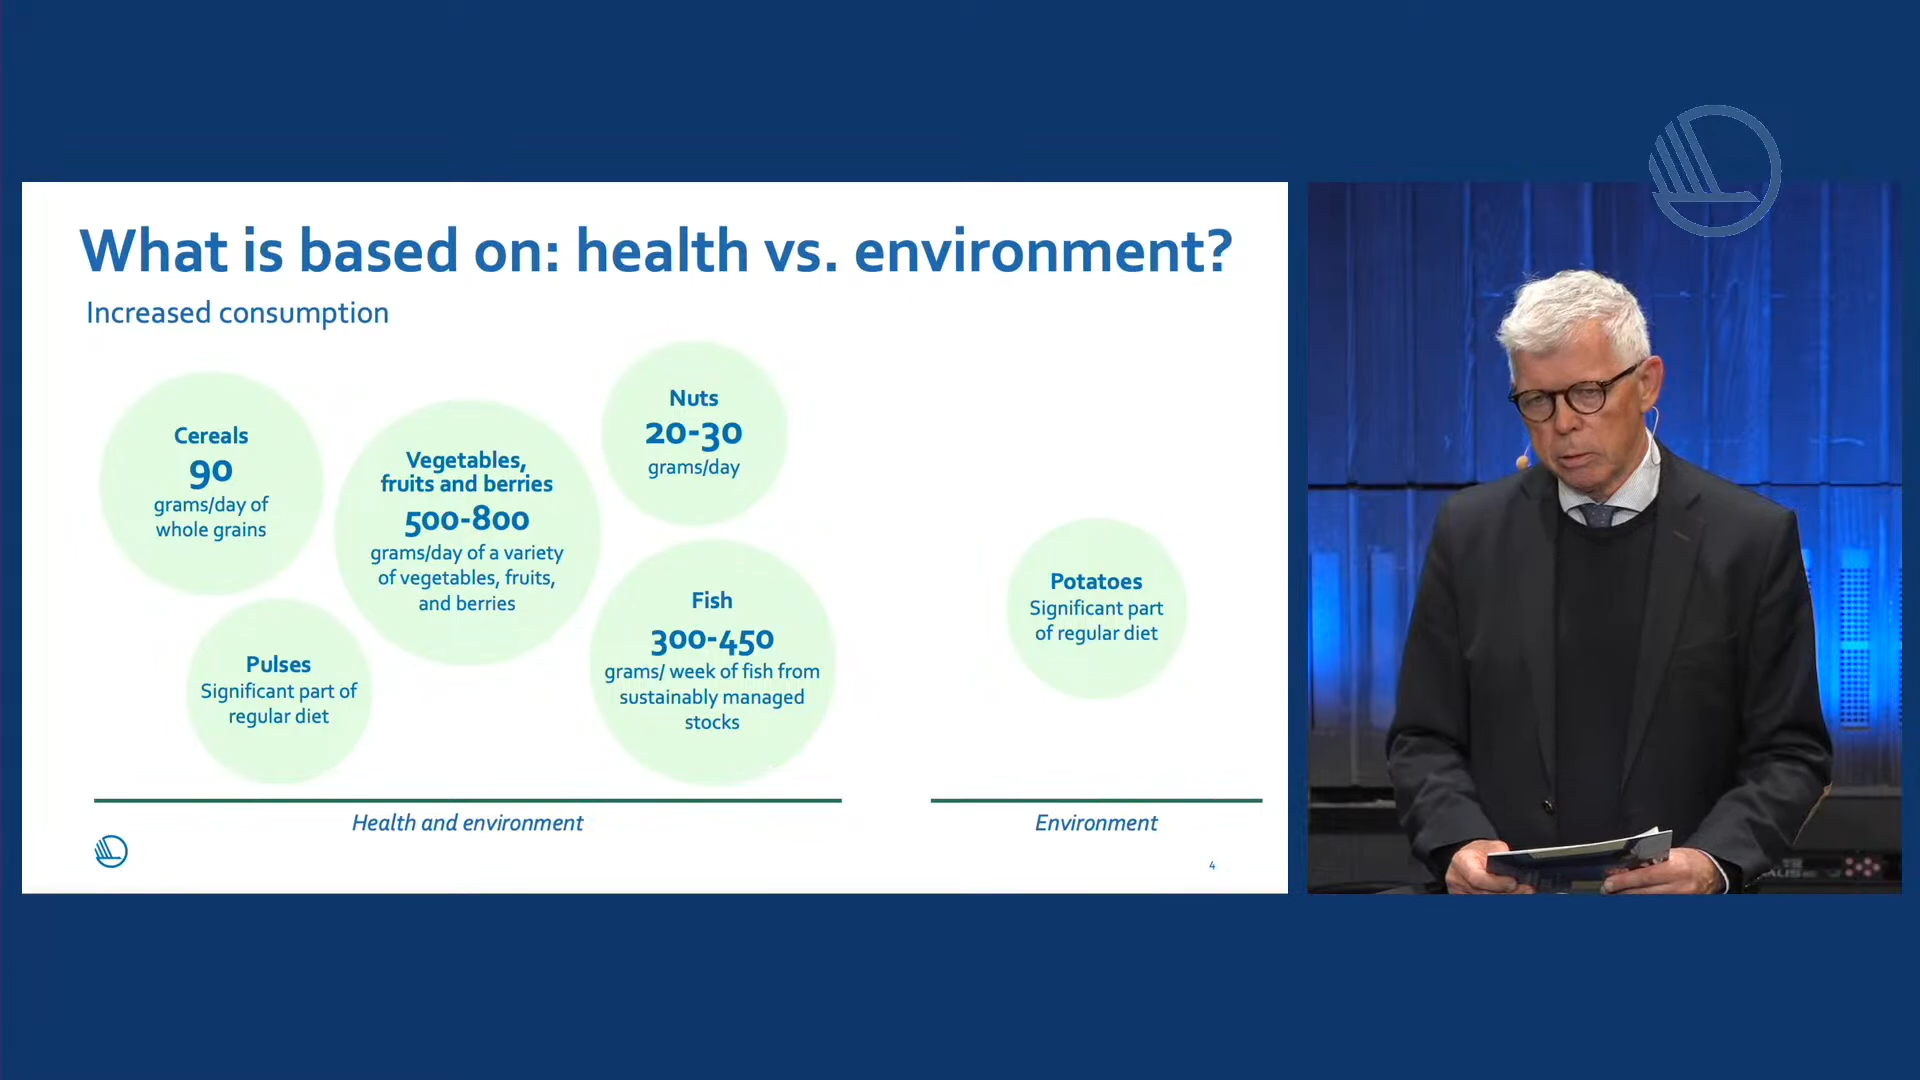 What is based on: health vs. environment?
Increased consumption
Cereals
90
grams/day of
whole grains
Vegetables,
fruits and berries
500-800
grams/day of a variety
of vegetables, fruits,
and berries
Nuts
20-30
grams/day
Pulses
Significant part of
regular diet
Fish
300-450
grams/ week of fish from
sustainably managed
stocks
Potatoes
Significant part
of regular diet
Health and environment
Environment
4